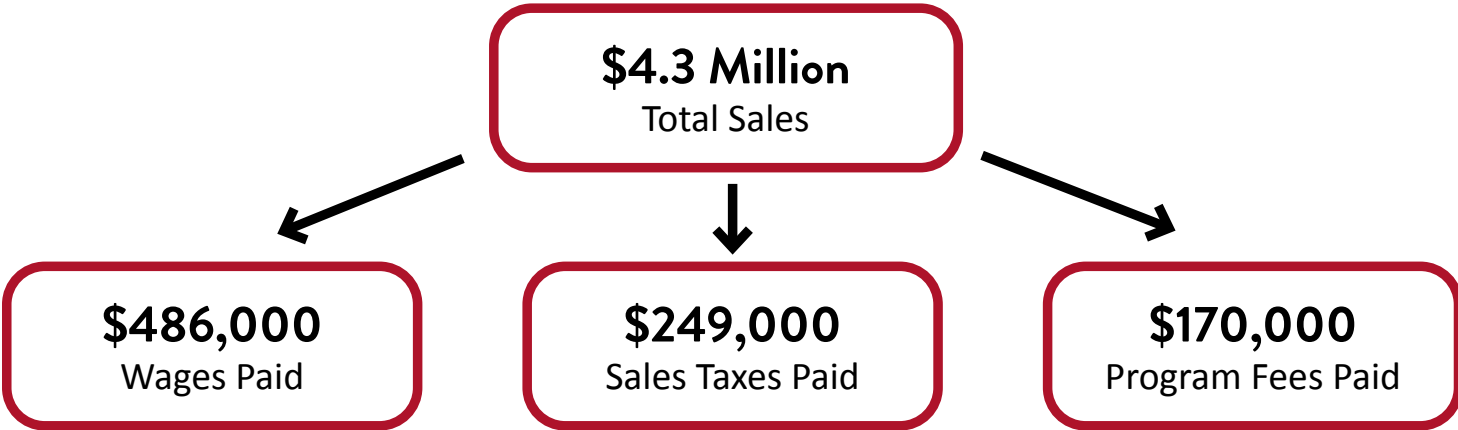 $4.3 Million
Total Sales
$486,000
Wages Paid
$249,000
Sales Taxes Paid
$170,000
Program Fees Paid